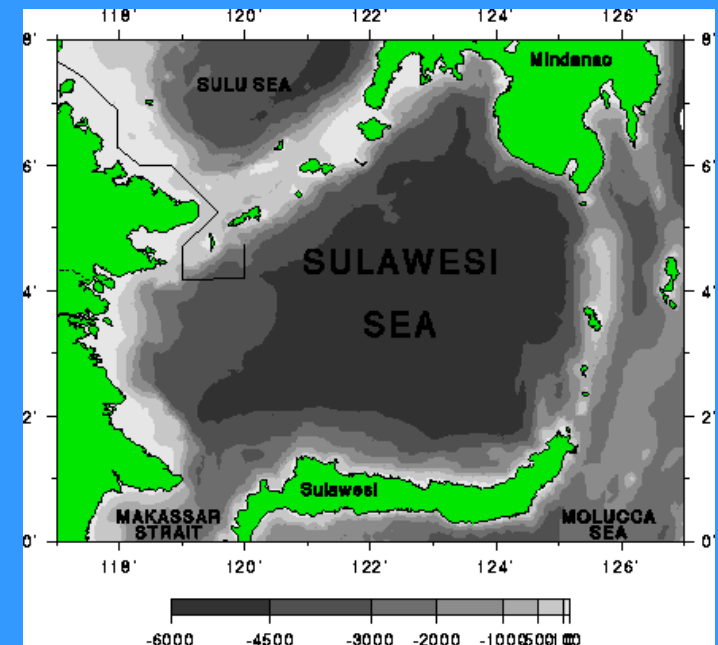 118' 120' 122' 124' 126'
8' 8'
Mindanao
SULU SEA
6' 6'
SULAWESI
4' 4'
SEA
2' 2'
Sulawesi
MAKASSAR MOLUCCA
STRAIT SEA
0' 0'
118' 120' 122' 124' 126'
-6000 -4500 -3000 -2000 -1000